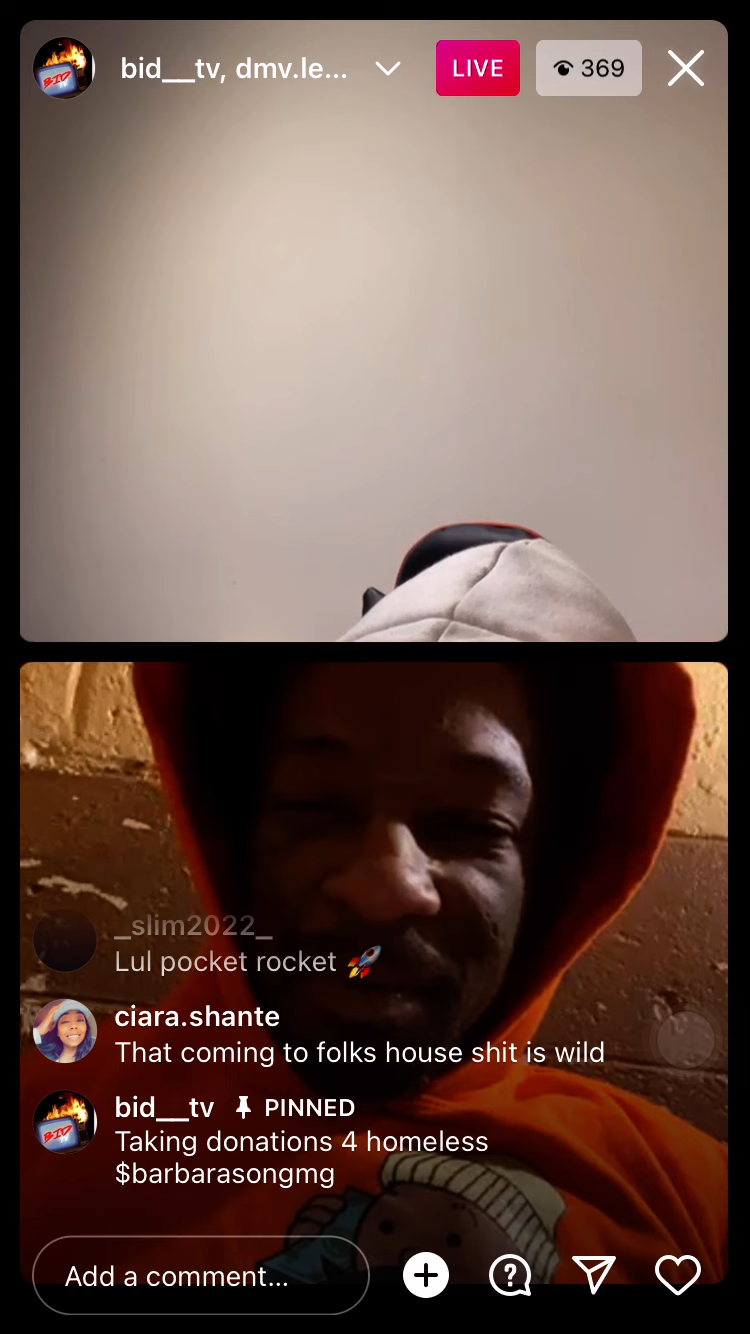 bid__tv, dmv.le...
LIVE
369
_slim2022_
Lul pocket rocket 🚀
ciara.shante
That coming to folks house shit is wild
bid__tv PINNED
Taking donations 4 homeless
$barbarasongmg
Add a comment...